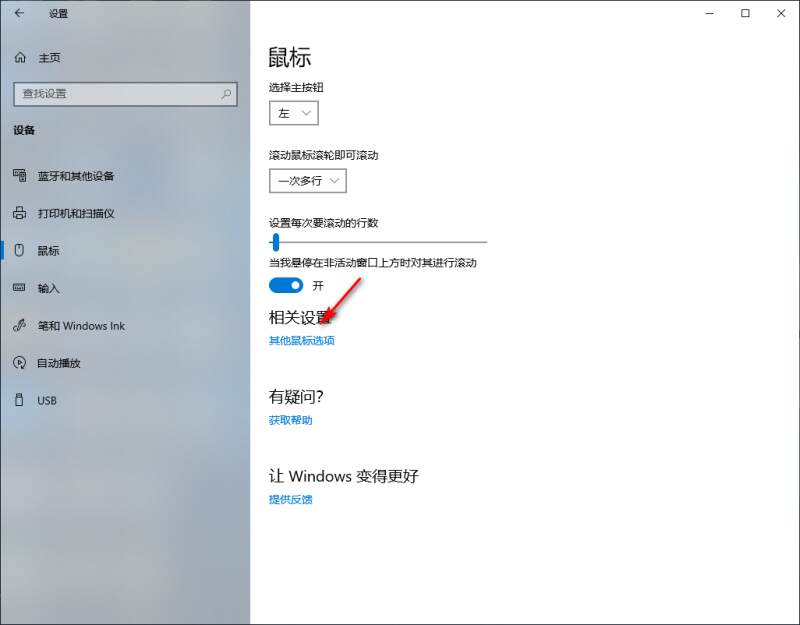 设置
主页
查找设置
设备
蓝牙和其他设备
打印机和扫描仪
鼠标
输入
笔和 Windows Ink
自动播放
USB
鼠标
选择主按钮
左
滚动鼠标滚轮即可滚动
一次多行
设置每次要滚动的行数
当我悬停在非活动窗口上方时对其进行滚动
开
相关设置
其他鼠标选项
有疑问?
获取帮助
让 Windows 变得更好
提供反馈